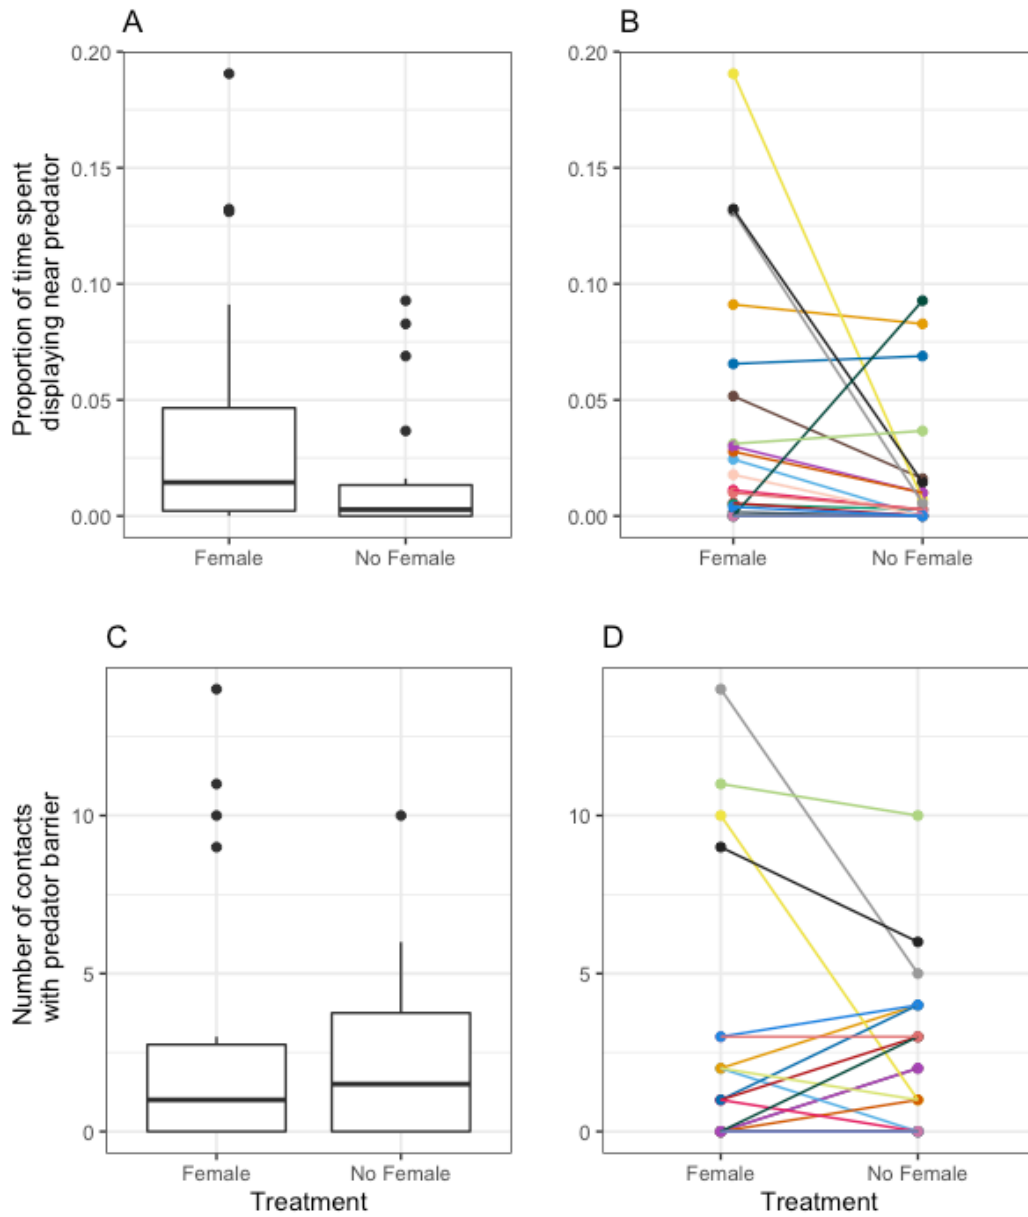 A
B
Proportion of time spent
displaying near predator
0.20
0.15
0.10
0.05
0.00
Female
No Female
0.20
0.15
0.10
0.05
0.00
Female
No Female
C
D
Number of contacts
with predator barrier
10
5
0
Female
No Female
Treatment
10
5
0
Female
No Female
Treatment